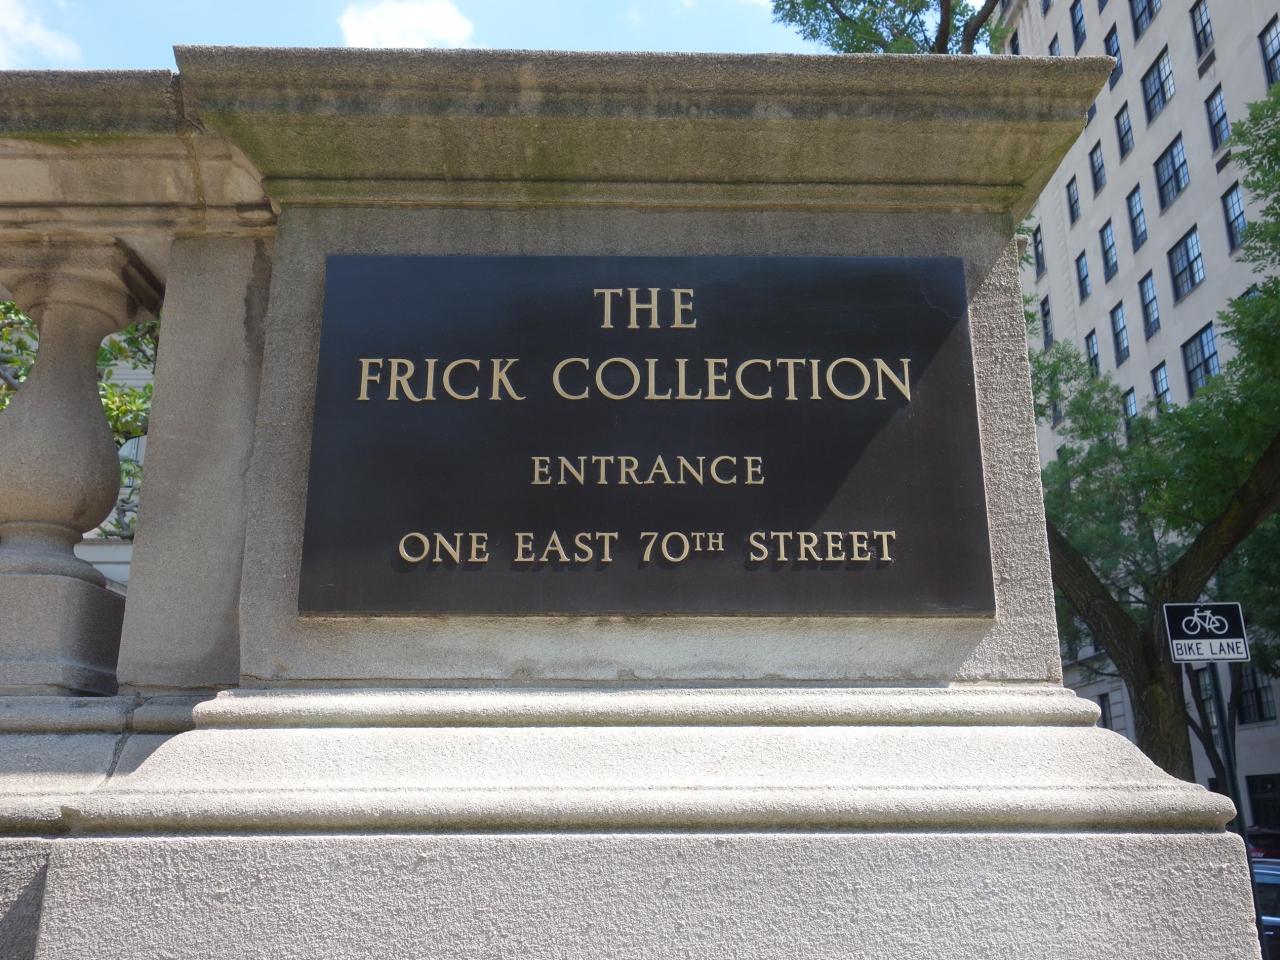 THE
FRICK COLLECTION
ENTRANCE
ONE EAST 70TH STREET
BIKE LANE